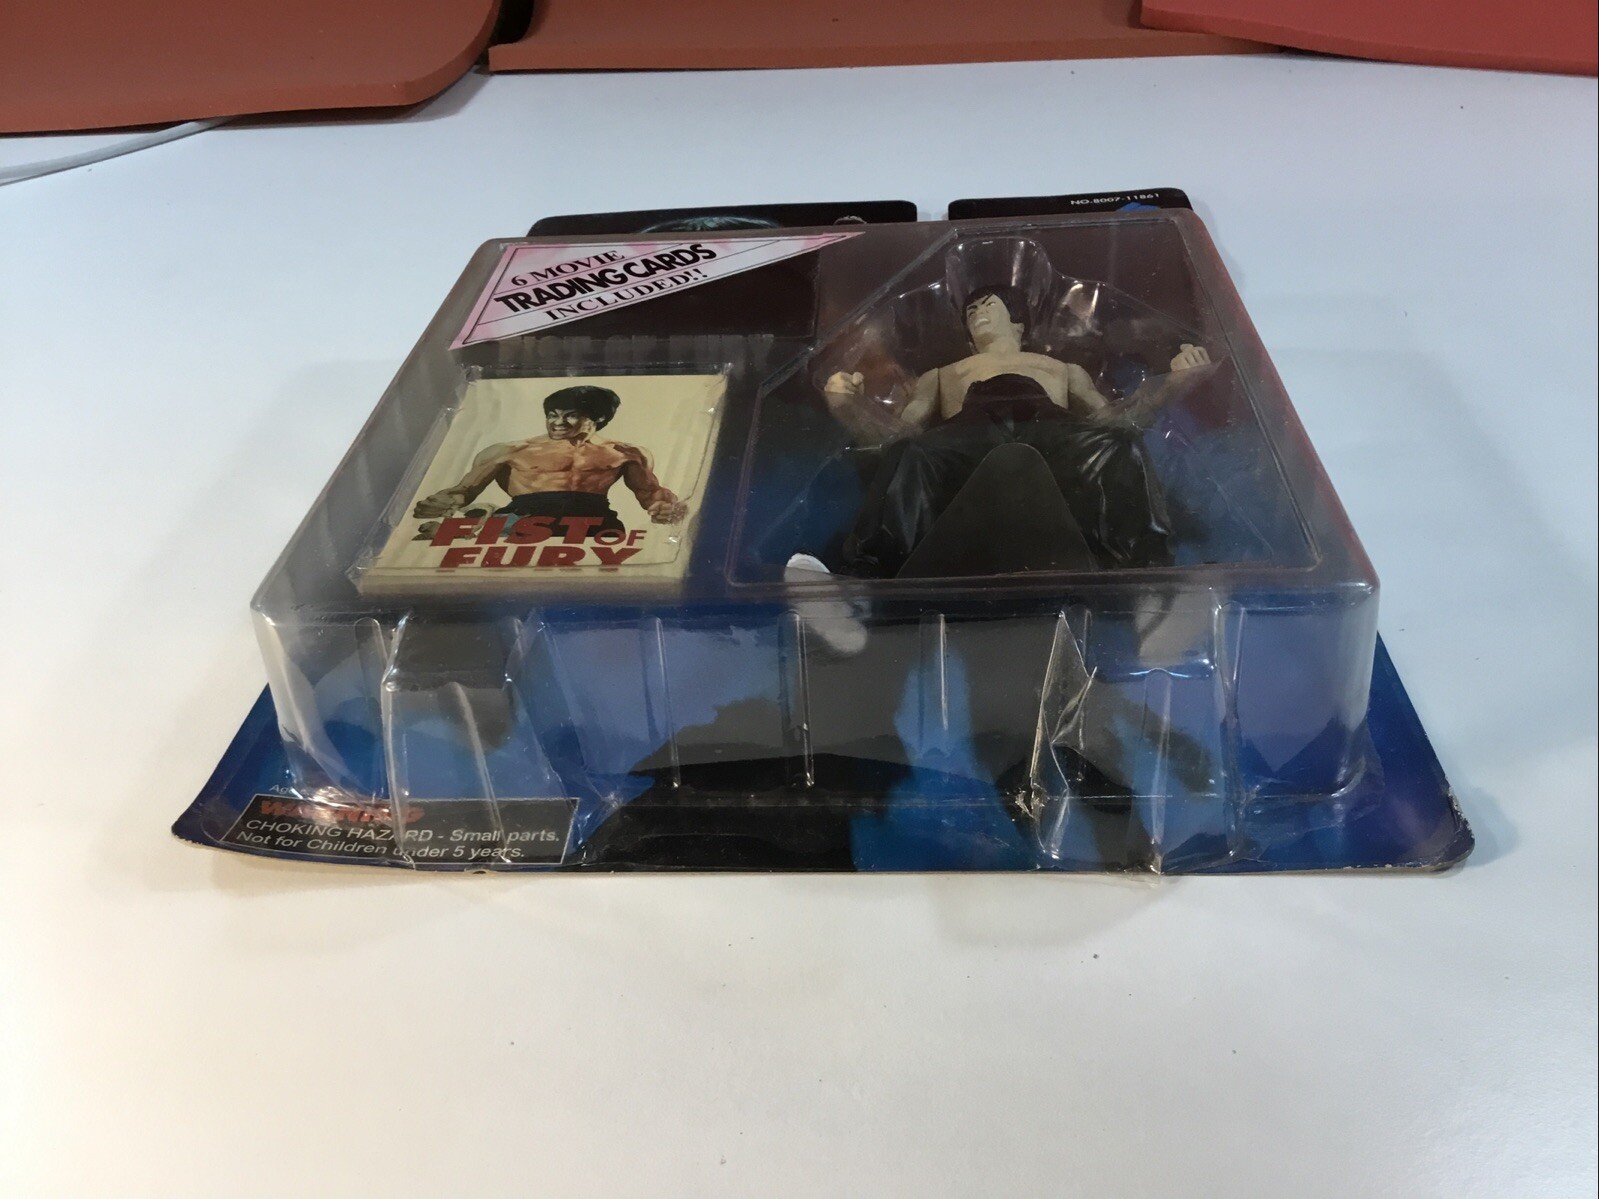 NO.8007-11861
6 MOVIE
TRADING CARDS
INCLUDED!!
FIST OF
FURY
WARNING
CHOKING HAZARD - Small parts.
Not for Children under 5 years.